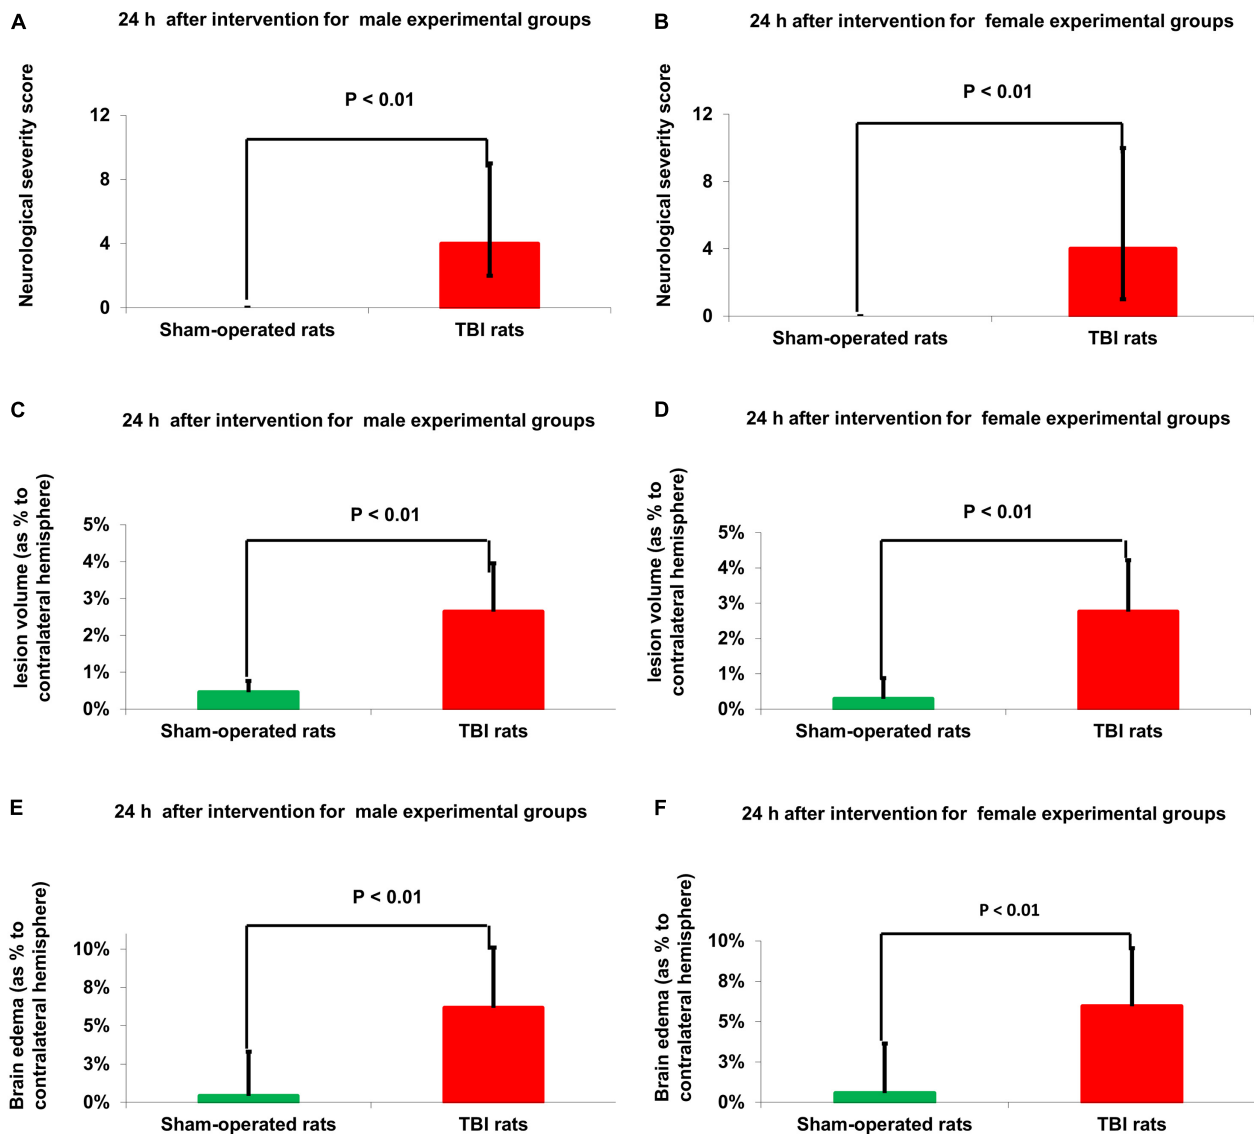 A
24 h after intervention for male experimental groups
Neurological severity score
P < 0.01
12
8
4
0
Sham-operated rats
TBI rats
B
24 h after intervention for female experimental groups
Neurological severity score
P < 0.01
12
8
4
0
Sham-operated rats
TBI rats
C
24 h after intervention for male experimental groups
lesion volume (as % to
contralateral hemisphere)
P < 0.01
5%
4%
3%
2%
1%
0%
Sham-operated rats
TBI rats
D
24 h after intervention for female experimental groups
lesion volume (as % to
contralateral hemisphere)
P < 0.01
5%
4%
3%
2%
1%
0%
Sham-operated rats
TBI rats
E
24 h after intervention for male experimental groups
Brain edema (as % to
contralateral hemisphere)
P < 0.01
10%
8%
5%
3%
0%
Sham-operated rats
TBI rats
F
24 h after intervention for female experimental groups
Brain edema (as % to
contralateral hemisphere)
P < 0.01
10%
8%
5%
3%
0%
Sham-operated rats
TBI rats